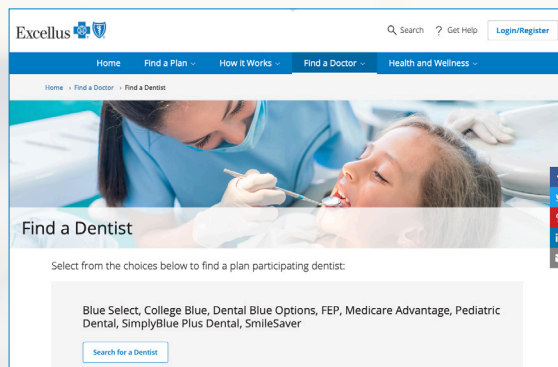 Excellus
Search ? Get Help Login/Register
Home Find a Plan How it Works Find a Doctor Health and Wellness
Home › Find a Doctor › Find a Dentist
Find a Dentist
Select from the choices below to find a plan participating dentist:
Blue Select, College Blue, Dental Blue Options, FEP, Medicare Advantage, Pediatric
Dental, SimplyBlue Plus Dental, SmileSaver
Search for a Dentist